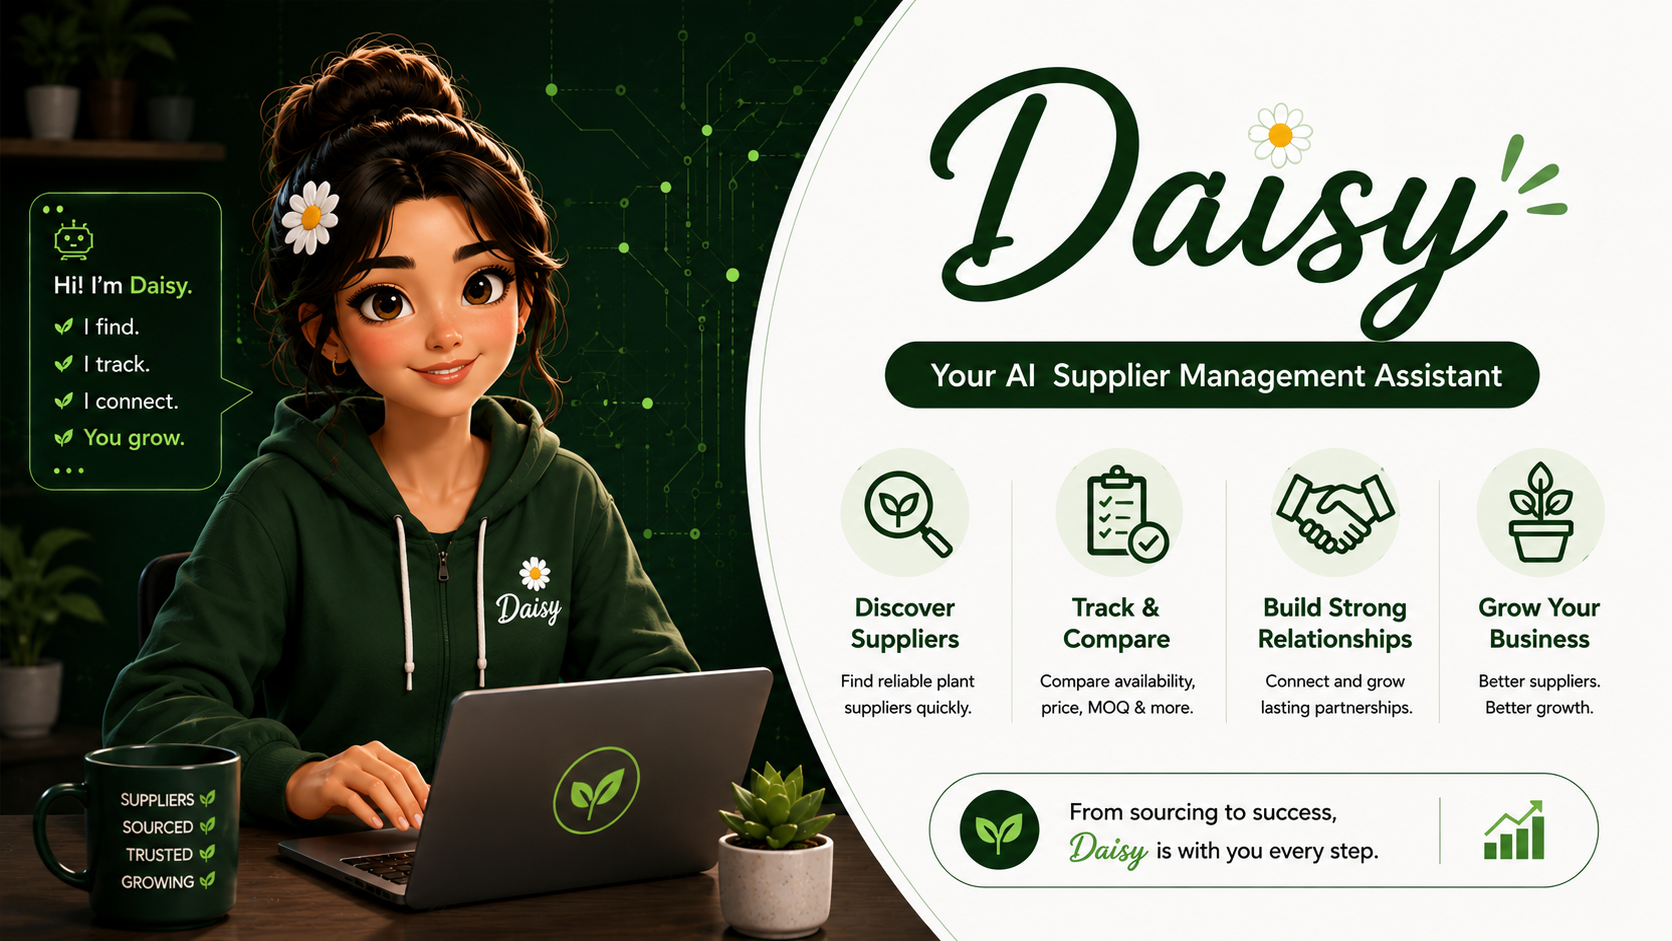 Hi! I'm Daisy.
I find.
I track.
I connect.
You grow.
Daisy
SUPPLIERS
SOURCED
TRUSTED
GROWING
Daisy
Your AI Supplier Management Assistant
Discover
Suppliers
Find reliable plant
suppliers quickly.
Track &
Compare
Compare availability,
price, MOQ & more.
Build Strong
Relationships
Connect and grow
lasting partnerships.
Grow Your
Business
Better suppliers.
Better growth.
From sourcing to success,
Daisy is with you every step.